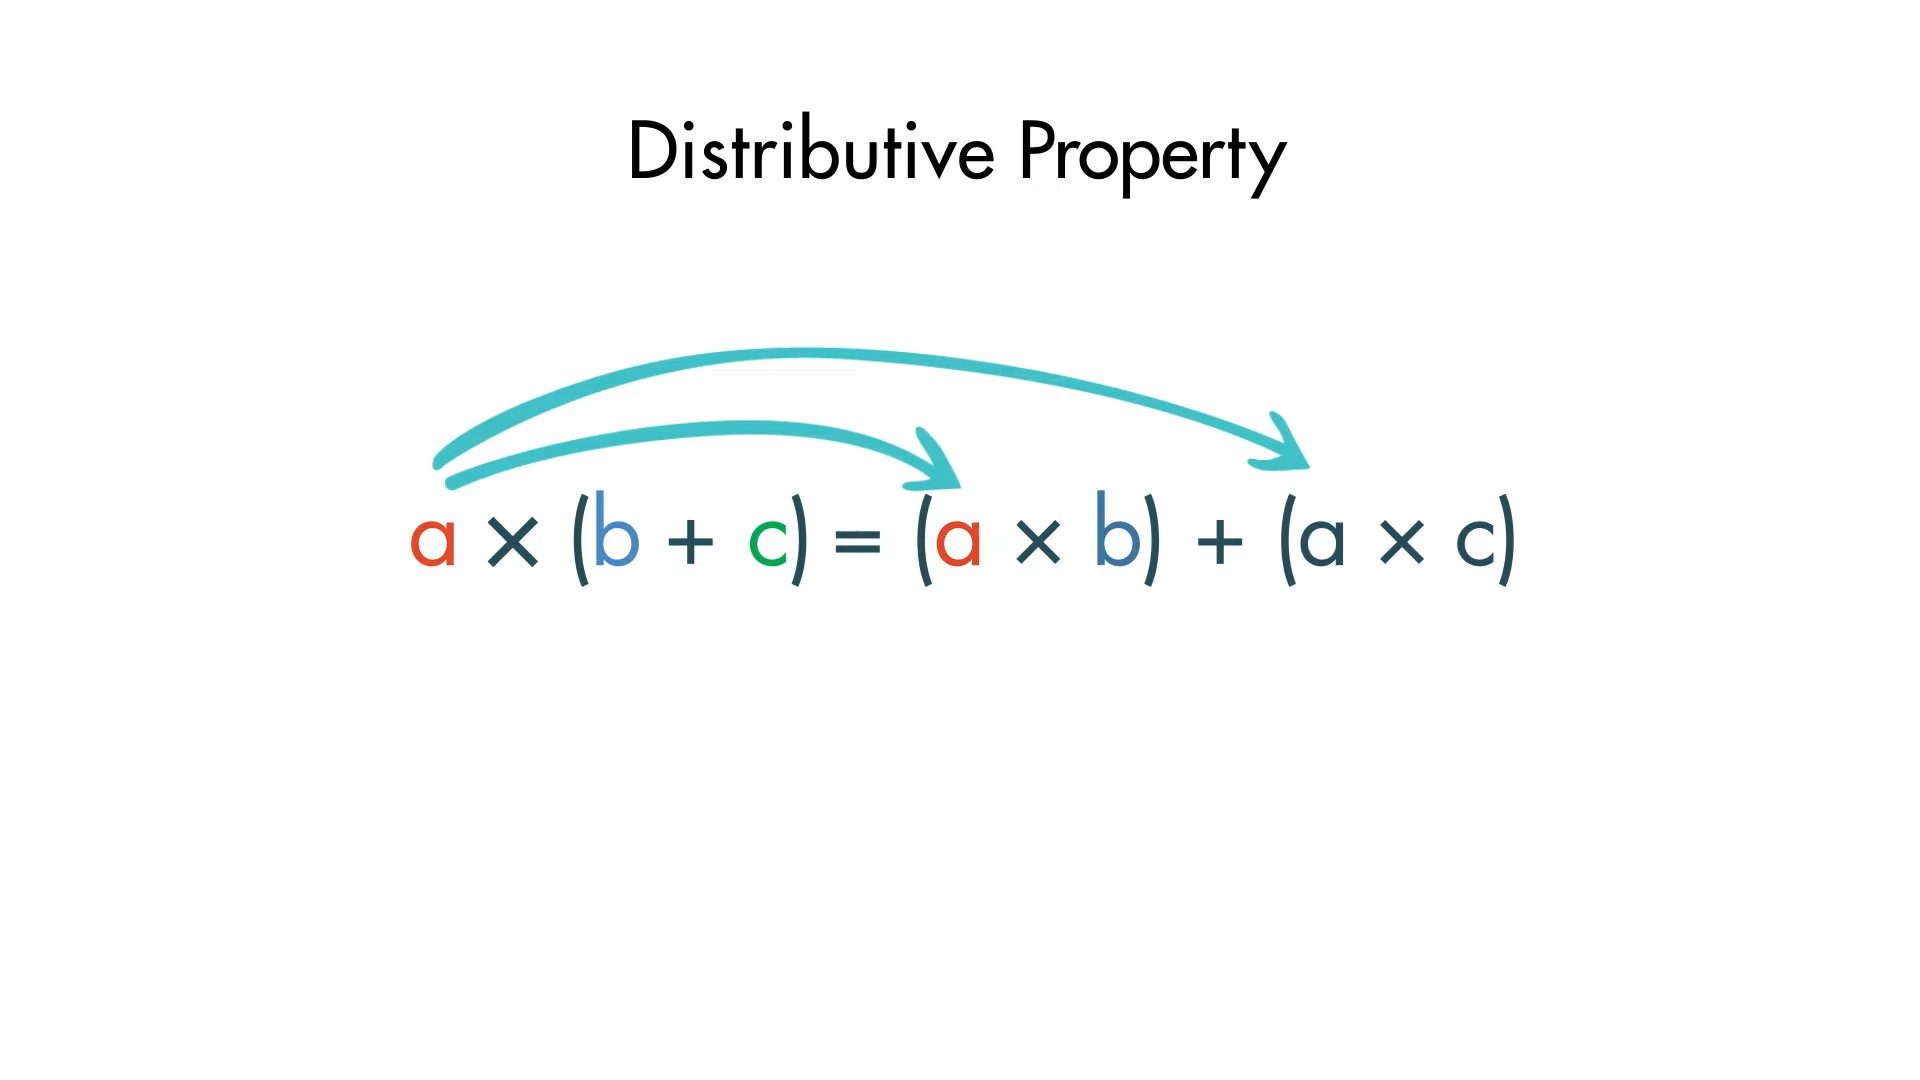 Distributive Property
a × (b + c) = (a × b) + (a × c)